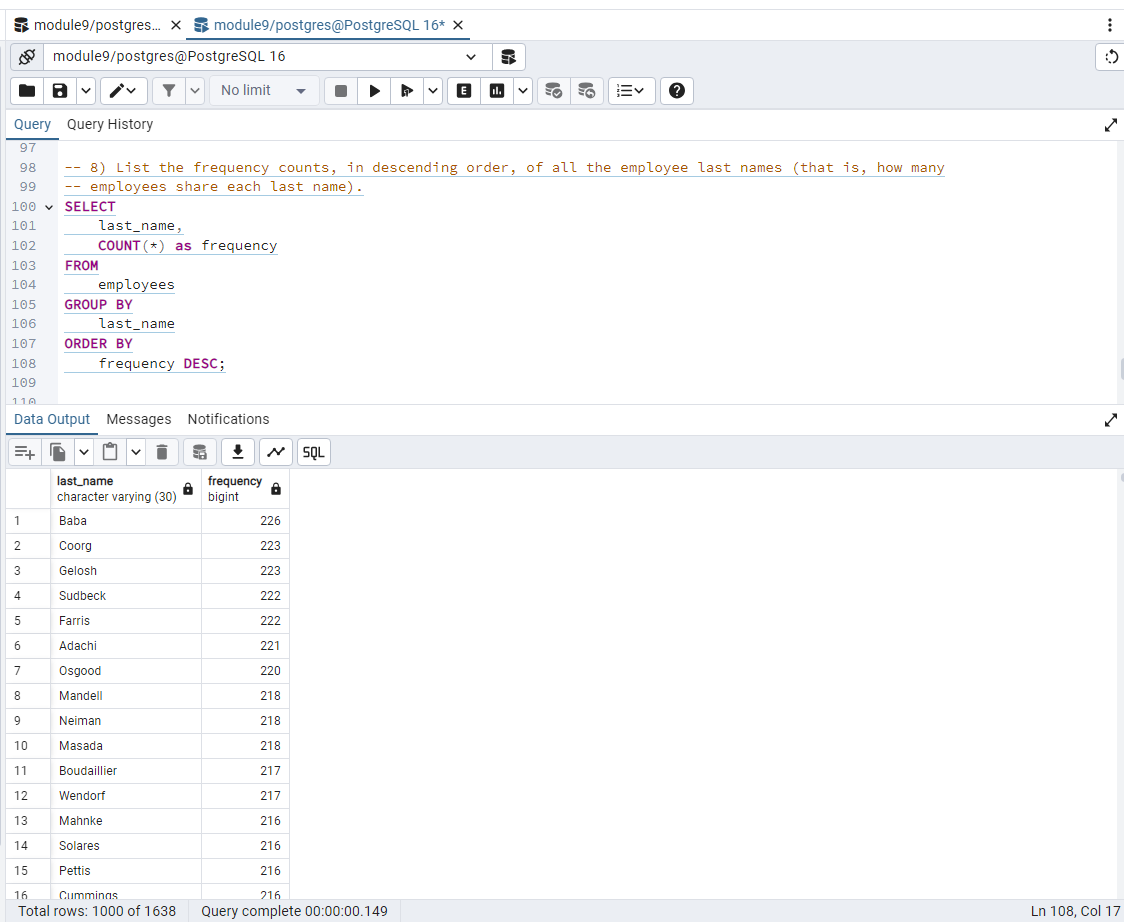 module9/postgres... × module9/postgres@PostgreSQL 16* ×
module9/postgres@PostgreSQL 16
No limit
E
SQL
Query Query History
97
98 -- 8) List the frequency counts, in descending order, of all the employee last names (that is, how many
99 -- employees share each last name).
100 SELECT
101 last_name,
102 COUNT(*) as frequency
103 FROM
104 employees
105 GROUP BY
106 last_name
107 ORDER BY
108 frequency DESC;
109
110
Data Output Messages Notifications
SQL
last_name frequency
character varying (30) bigint
1 Baba 226
2 Coorg 223
3 Gelosh 223
4 Sudbeck 222
5 Farris 222
6 Adachi 221
7 Osgood 220
8 Mandell 218
9 Neiman 218
10 Masada 218
11 Boudaillier 217
12 Wendorf 217
13 Mahnke 216
14 Solares 216
15 Pettis 216
16 Cummings 216
Total rows: 1000 of 1638 Query complete 00:00:00.149 Ln 108, Col 17